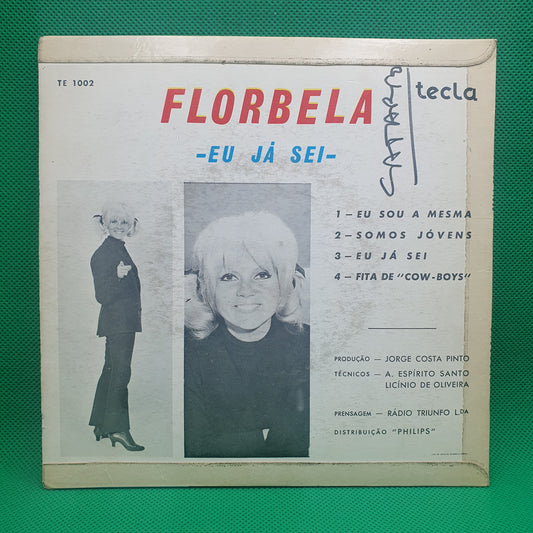 TE 1002
FLORBELA
tecla
-EU JÁ SEI-
1 — EU SOU A MESMA
2 — SOMOS JÓVENS
3 — EU JÁ SEI
4 — FITA DE "COW-BOYS"
PRODUÇÃO — JORGE COSTA PINTO
TÉCNICOS — A. ESPÍRITO SANTO
LICÍNIO DE OLIVEIRA
PRENSAGEM — RÁDIO TRIUNFO L.DA
DISTRIBUIÇÃO "PHILIPS"